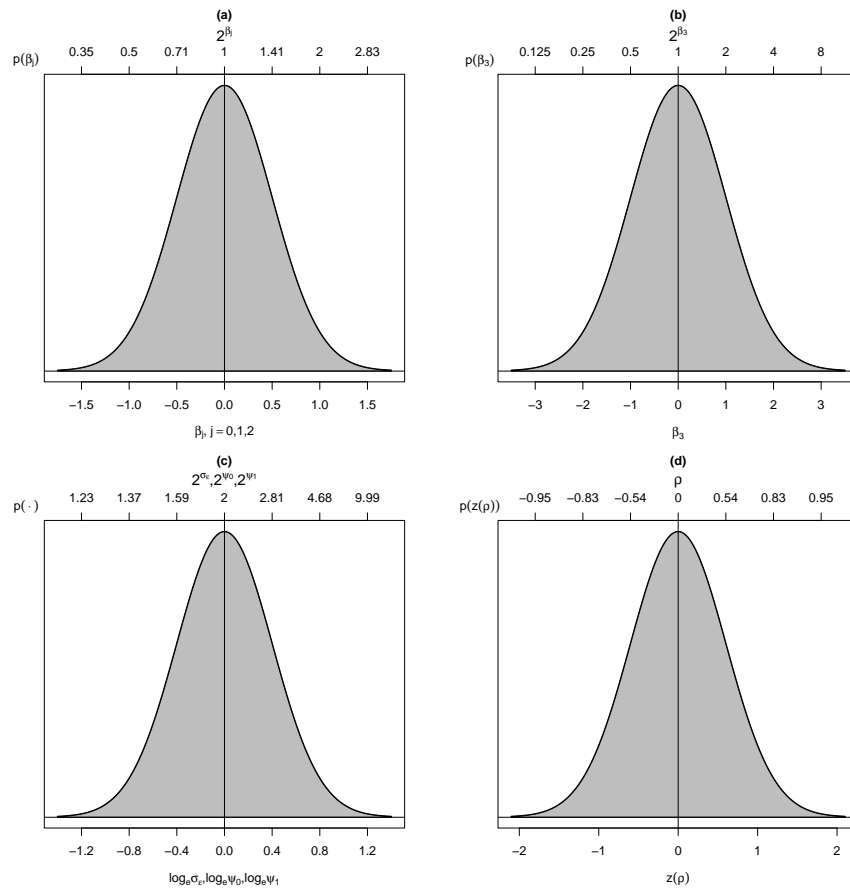 (a)
2^βj
0.35 0.5 0.71 1 1.41 2 2.83
p(βj)
−1.5 −1.0 −0.5 0.0 0.5 1.0 1.5
βj, j = 0,1,2
(b)
2^β3
0.125 0.25 0.5 1 2 4 8
p(β3)
−3 −2 −1 0 1 2 3
β3
(c)
2^σε,2^ψ0,2^ψ1
1.23 1.37 1.59 2 2.81 4.68 9.99
p( · )
−1.2 −0.8 −0.4 0.0 0.4 0.8 1.2
logeσε,logeψ0,logeψ1
(d)
ρ
−0.95 −0.83 −0.54 0 0.54 0.83 0.95
p(z(ρ))
−2 −1 0 1 2
z(ρ)